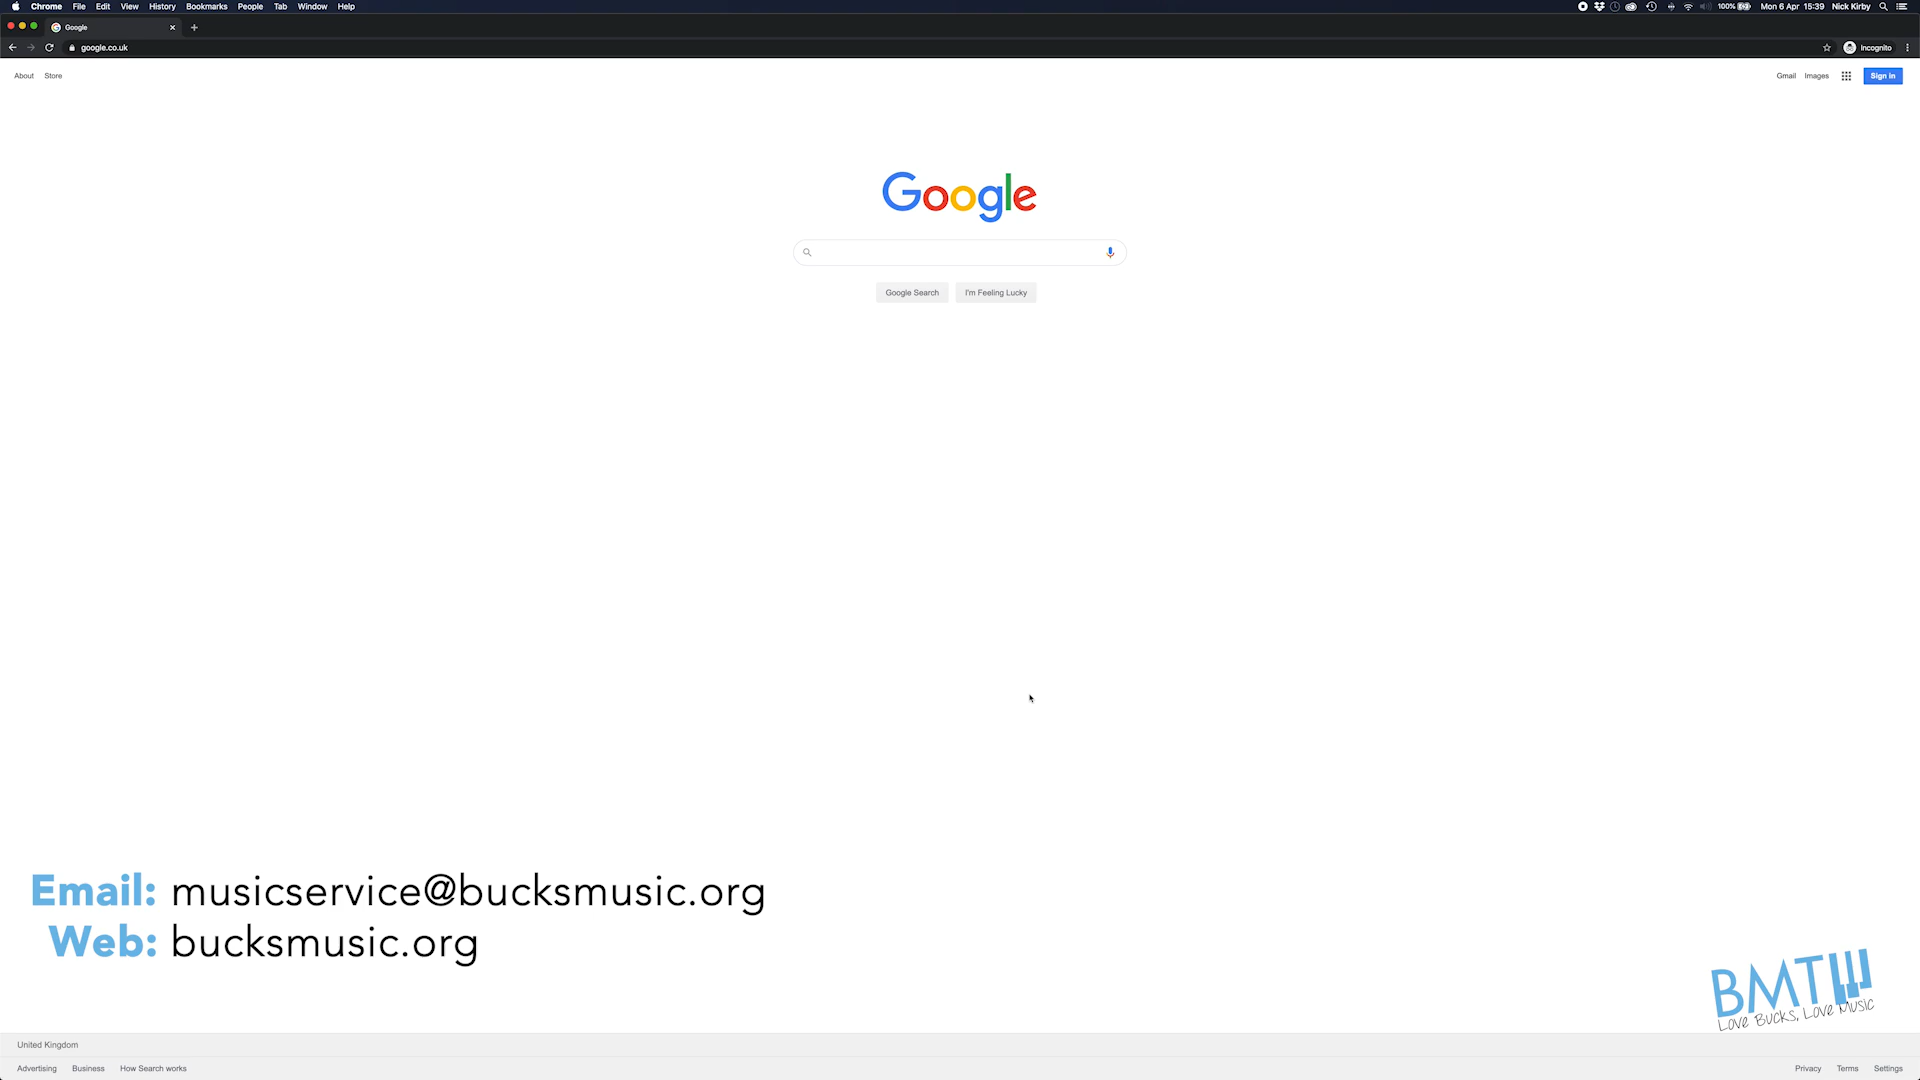 Chrome File Edit View History Bookmarks People Tab Window Help
100% Mon 6 Apr 15:39 Nick Kirby
Google
google.co.uk
Incognito
About Store
Gmail Images Sign in
Google
Google Search I'm Feeling Lucky
Email: musicservice@bucksmusic.org
Web: bucksmusic.org
BMT
Love Bucks, Love Music
United Kingdom
Advertising Business How Search works
Privacy Terms Settings